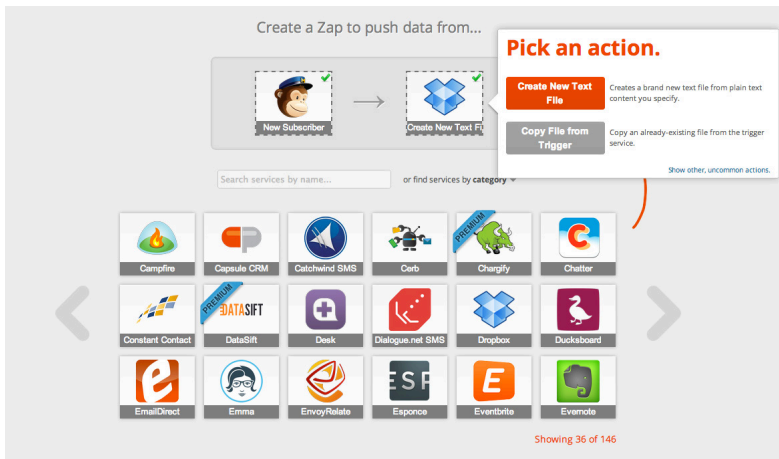 Create a Zap to push data from...
New Subscriber
Create New Text Fi
Pick an action.
Create New Text
File
Creates a brand new text file from plain text
content you specify.
Copy File from
Trigger
Copy an already-existing file from the trigger
service.
Show other, uncommon actions.
Search services by name...
or find services by category
Campfire
Capsule CRM
Catchwind SMS
Cerb
PREMIUM
Chargify
Chatter
Constant Contact
PREMIUM
DATASIFT
DataSift
Desk
Dialogue.net SMS
Dropbox
Ducksboard
EmailDirect
Emma
EnvoyRelate
ESP
Esponce
Eventbrite
Evernote
Showing 36 of 146